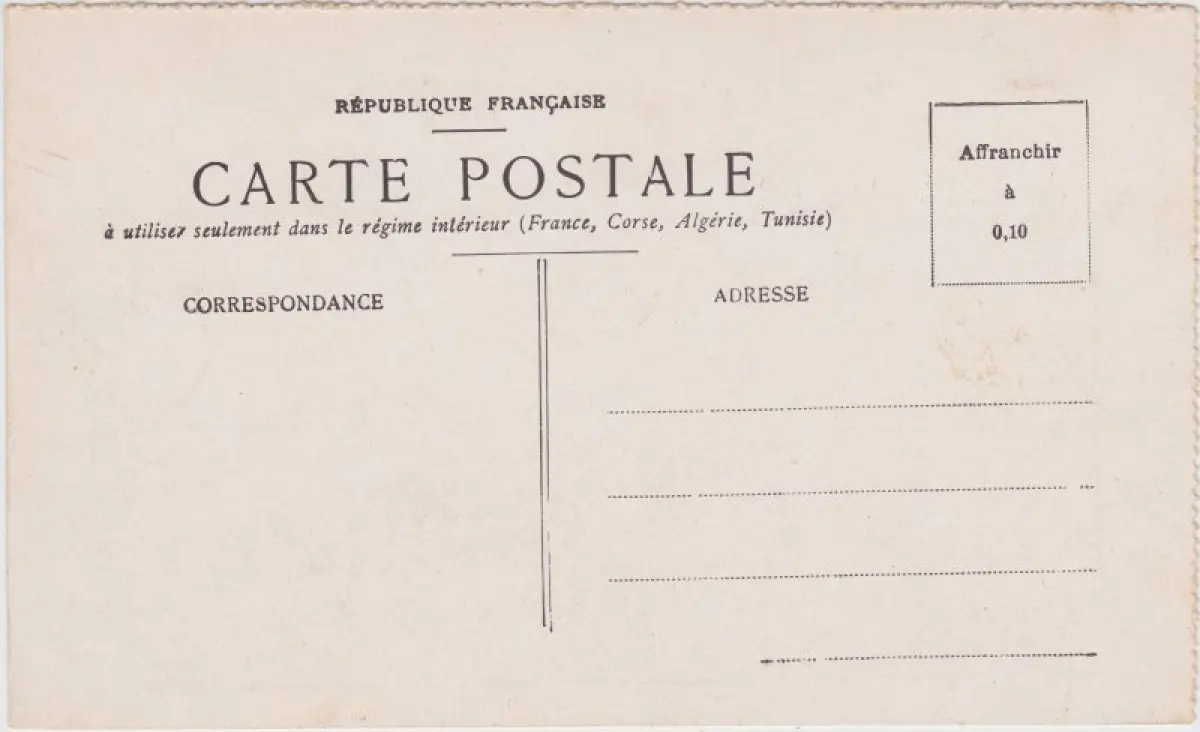 RÉPUBLIQUE FRANÇAISE
CARTE POSTALE
à utiliser seulement dans le régime intérieur (France, Corse, Algérie, Tunisie)
Affranchir
à
0,10
CORRESPONDANCE
ADRESSE